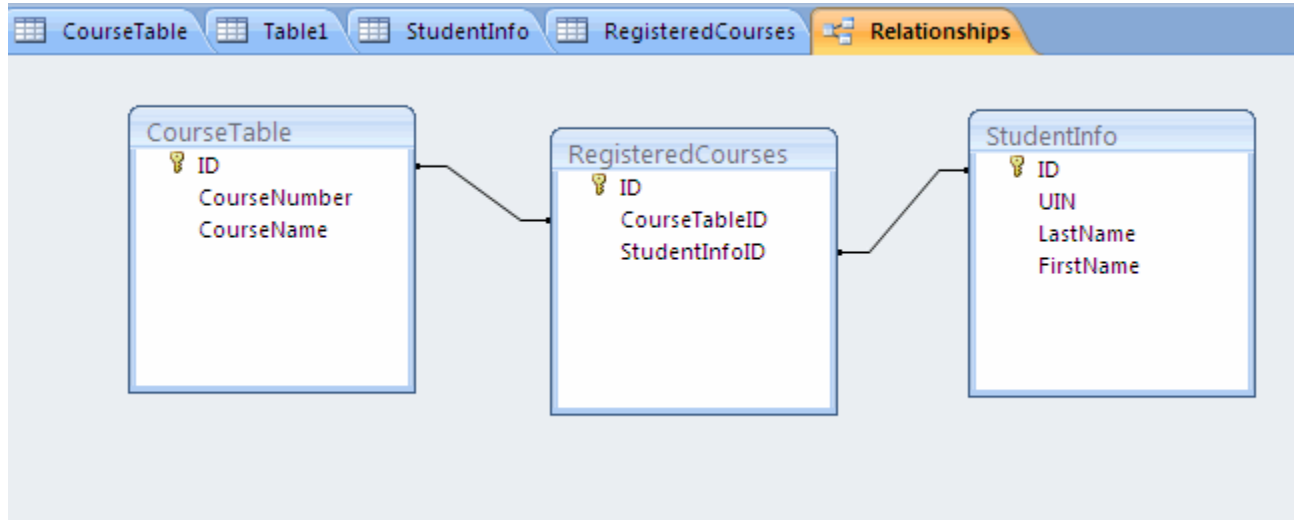 CourseTable Table1 StudentInfo RegisteredCourses Relationships
CourseTable
ID
CourseNumber
CourseName
RegisteredCourses
ID
CourseTableID
StudentInfoID
StudentInfo
ID
UIN
LastName
FirstName